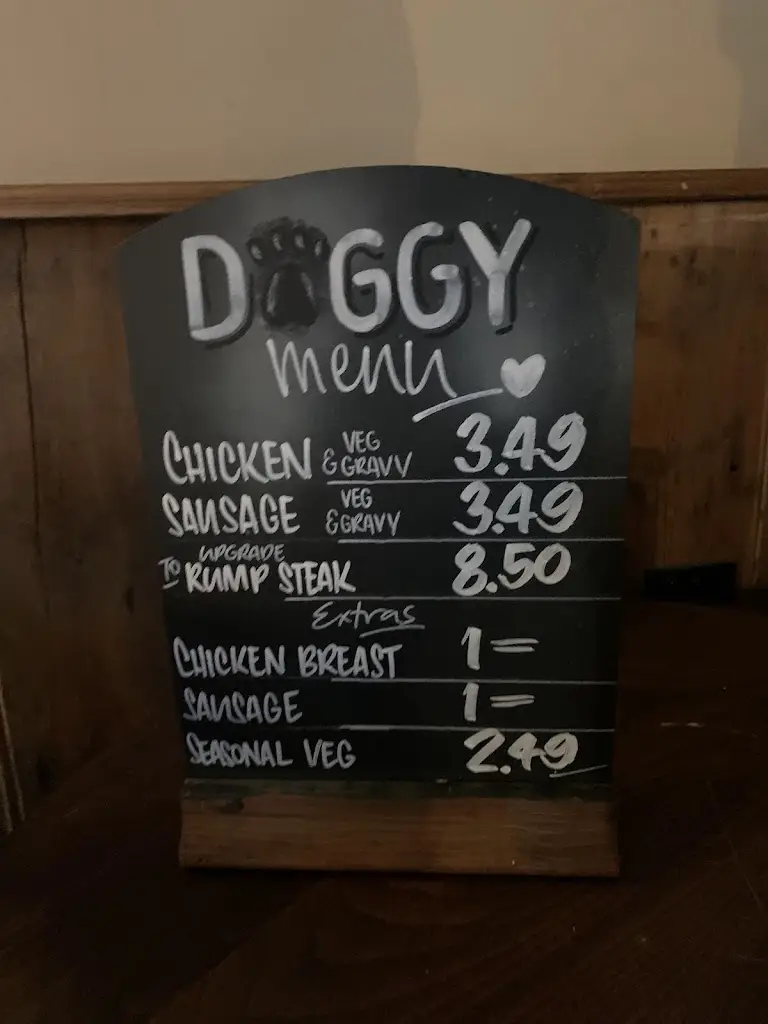 DOGGY
menu
CHICKEN & VEG GRAVY 3.49
SAUSAGE & VEG GRAVY 3.49
TO UPGRADE RUMP STEAK 8.50
Extras
CHICKEN BREAST 1=
SAUSAGE 1=
SEASONAL VEG 2.49